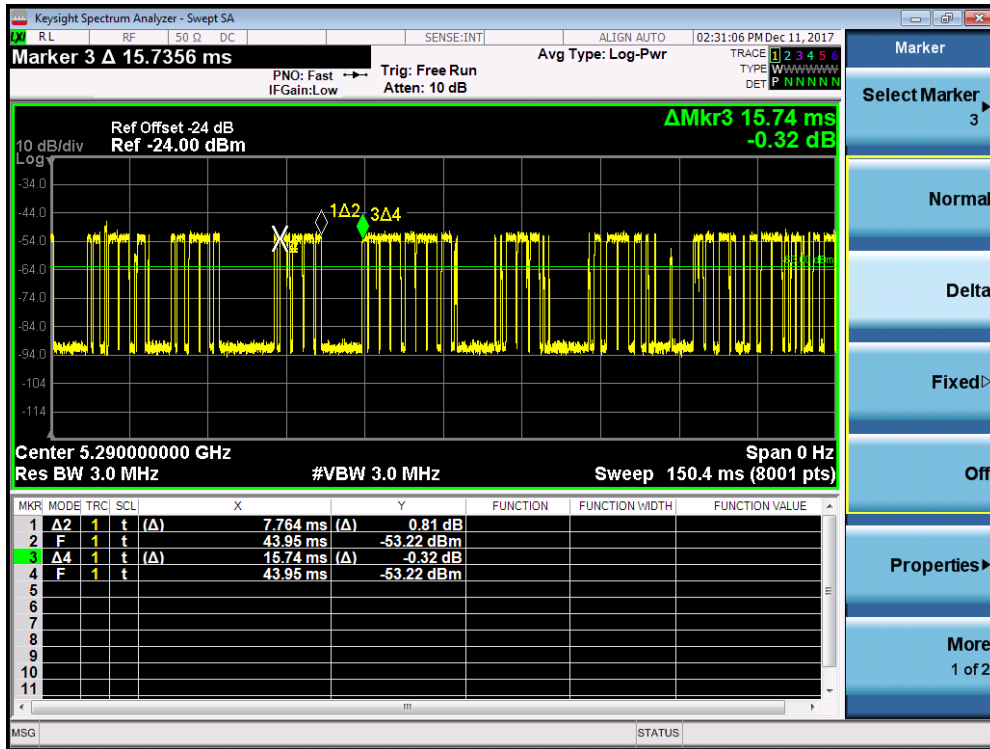 Keysight Spectrum Analyzer - Swept SA
LXI RL RF 50 Ω DC SENSE:INT ALIGN AUTO 02:31:06 PM Dec 11, 2017
Marker 3 Δ 15.7356 ms
PNO: Fast
IFGain:Low
Trig: Free Run
Atten: 10 dB
Avg Type: Log-Pwr
TRACE 1 2 3 4 5 6
TYPE WWWWWW
DET P N N N N N
Ref Offset -24 dB
Ref -24.00 dBm
10 dB/div
Log
ΔMkr3 15.74 ms
-0.32 dB
-34.0
-44.0
-54.0
-64.0
-74.0
-84.0
-94.0
-104
-114
1Δ2
3Δ4
Center 5.290000000 GHz
Span 0 Hz
Res BW 3.0 MHz
#VBW 3.0 MHz
Sweep 150.4 ms (8001 pts)
MKR MODE TRC SCL X Y FUNCTION FUNCTION WIDTH FUNCTION VALUE
1 Δ2 1 t (Δ) 7.764 ms (Δ) 0.81 dB
2 F 1 t 43.95 ms -53.22 dBm
3 Δ4 1 t (Δ) 15.74 ms (Δ) -0.32 dB
4 F 1 t 43.95 ms -53.22 dBm
5
6
7
8
9
10
11
MSG
STATUS
Marker
Select Marker
3
Normal
Delta
Fixed
Off
Properties
More
1 of 2